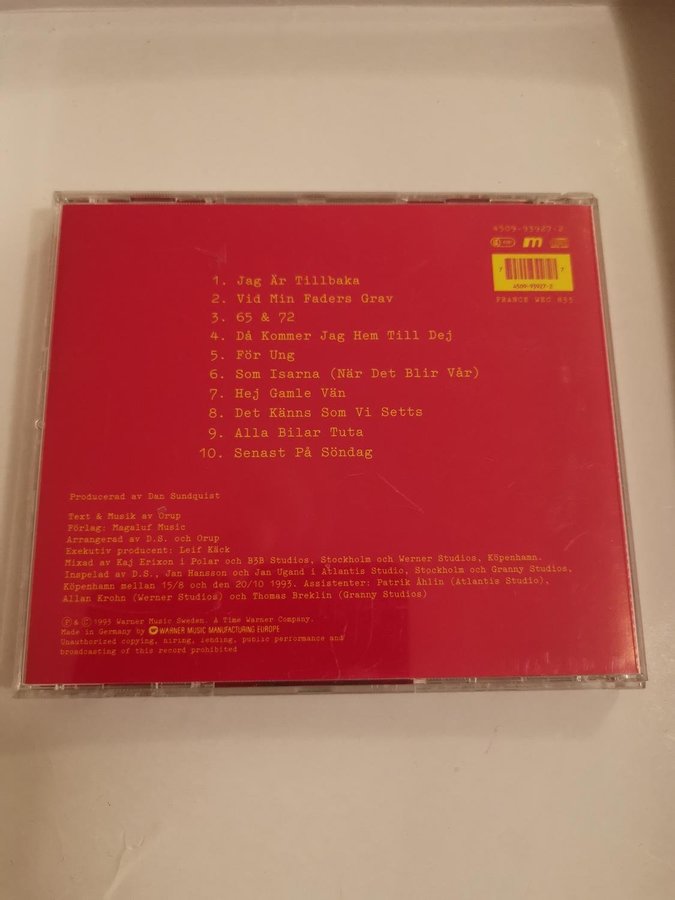 4509-93927-2
m
7 7
4509-93927-2
FRANCE WEC 833
1. Jag Är Tillbaka
2. Vid Min Faders Grav
3. 65 & 72
4. Då Kommer Jag Hem Till Dej
5. För Ung
6. Som Isarna (När Det Blir Vår)
7. Hej Gamle Vän
8. Det Känns Som Vi Setts
9. Alla Bilar Tuta
10. Senast På Söndag
Producerad av Dan Sundquist
Text & Musik av Orup
Förlag: Magaluf Music
Arrangerad av D.S. och Orup
Exekutiv producent: Leif Käck
Mixad av Kaj Erixon i Polar och B3B Studios, Stockholm och Werner Studios, Köpenhamn.
Inspelad av D.S., Jan Hansson och Jan Ugand i Atlantis Studio, Stockholm och Granny Studios,
Köpenhamn mellan 15/8 och den 20/10 1993. Assistenter: Patrik Åhlin (Atlantis Studio),
Allan Krohn (Werner Studios) och Thomas Breklin (Granny Studios)
Ⓟ & Ⓒ 1993 Warner Music Sweden. A Time Warner Company.
Made in Germany by WARNER MUSIC MANUFACTURING EUROPE
Unauthorized copying, hiring, lending, public performance and
broadcasting of this record prohibited